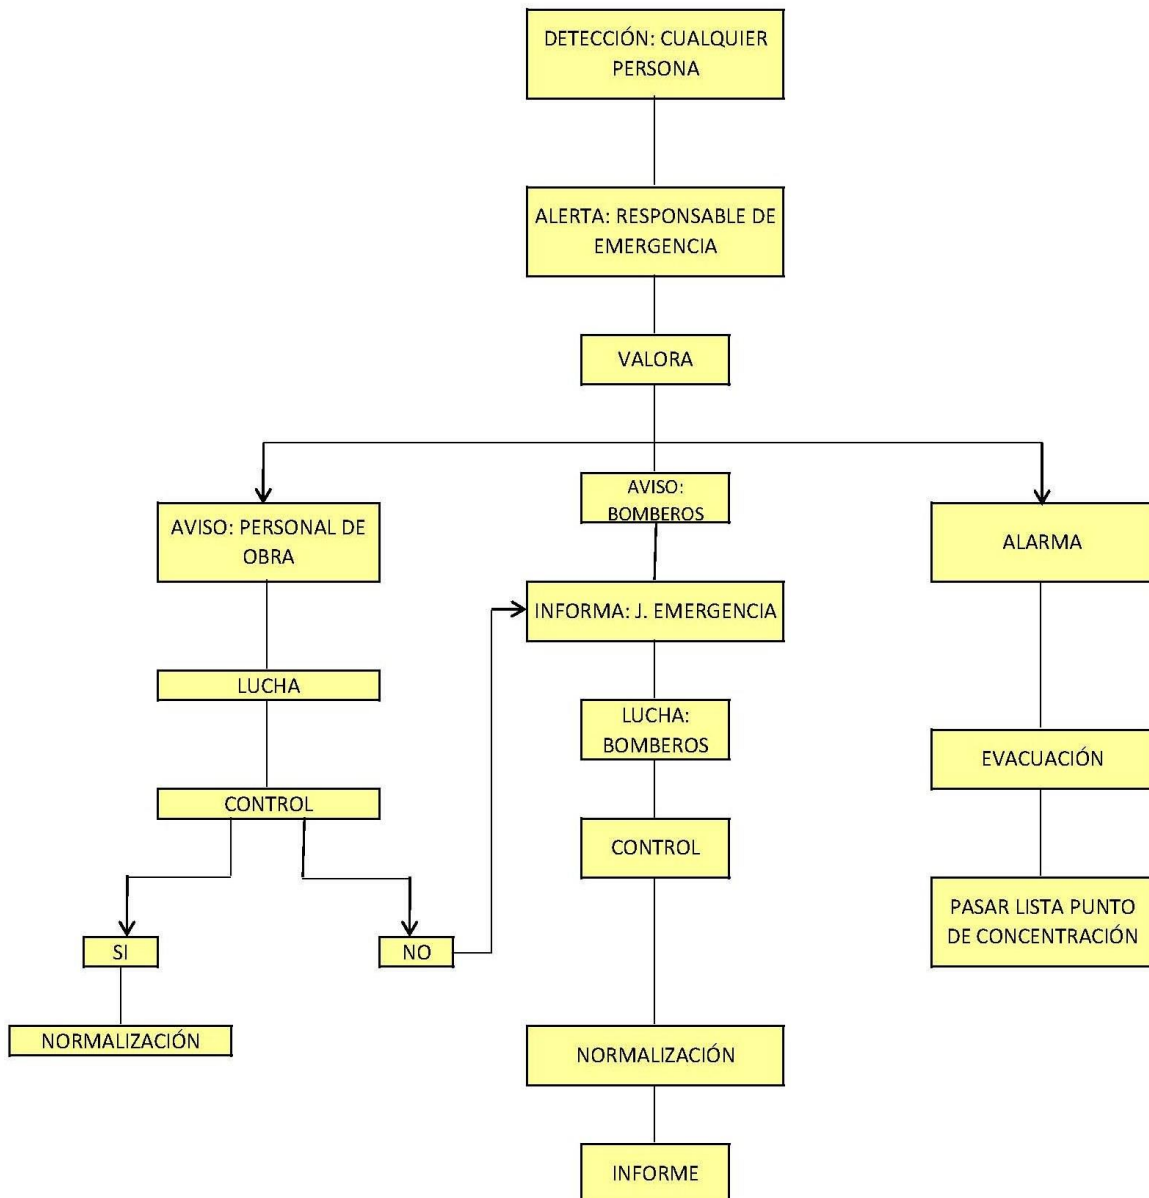 DETECCIÓN: CUALQUIER
PERSONA
ALERTA: RESPONSABLE DE
EMERGENCIA
VALORA
AVISO: PERSONAL DE
OBRA
AVISO:
BOMBEROS
ALARMA
INFORMA: J. EMERGENCIA
LUCHA
LUCHA:
BOMBEROS
EVACUACIÓN
CONTROL
CONTROL
PASAR LISTA PUNTO
DE CONCENTRACIÓN
SI
NO
NORMALIZACIÓN
NORMALIZACIÓN
INFORME